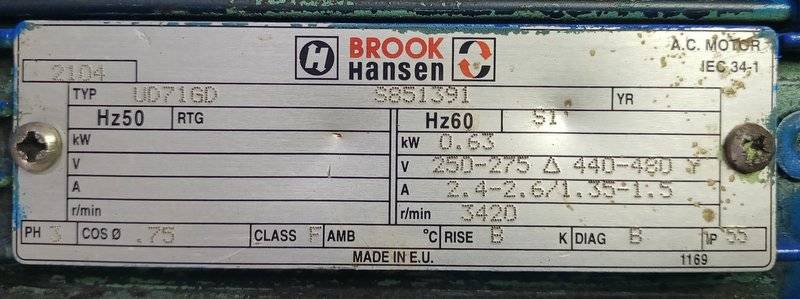 BROOK Hansen
A.C. MOTOR
IEC 34-1
2104
TYP UD71GD S851391 YR
Hz50 RTG Hz60 S1
kW kW 0.63
V V 250-275 Δ 440-480 Y
A A 2.4-2.6/1.35-1.5
r/min r/min 3420
PH 3 COS Ø .75 CLASS F AMB °C RISE B K DIAG B IP 55
MADE IN E.U. 1169